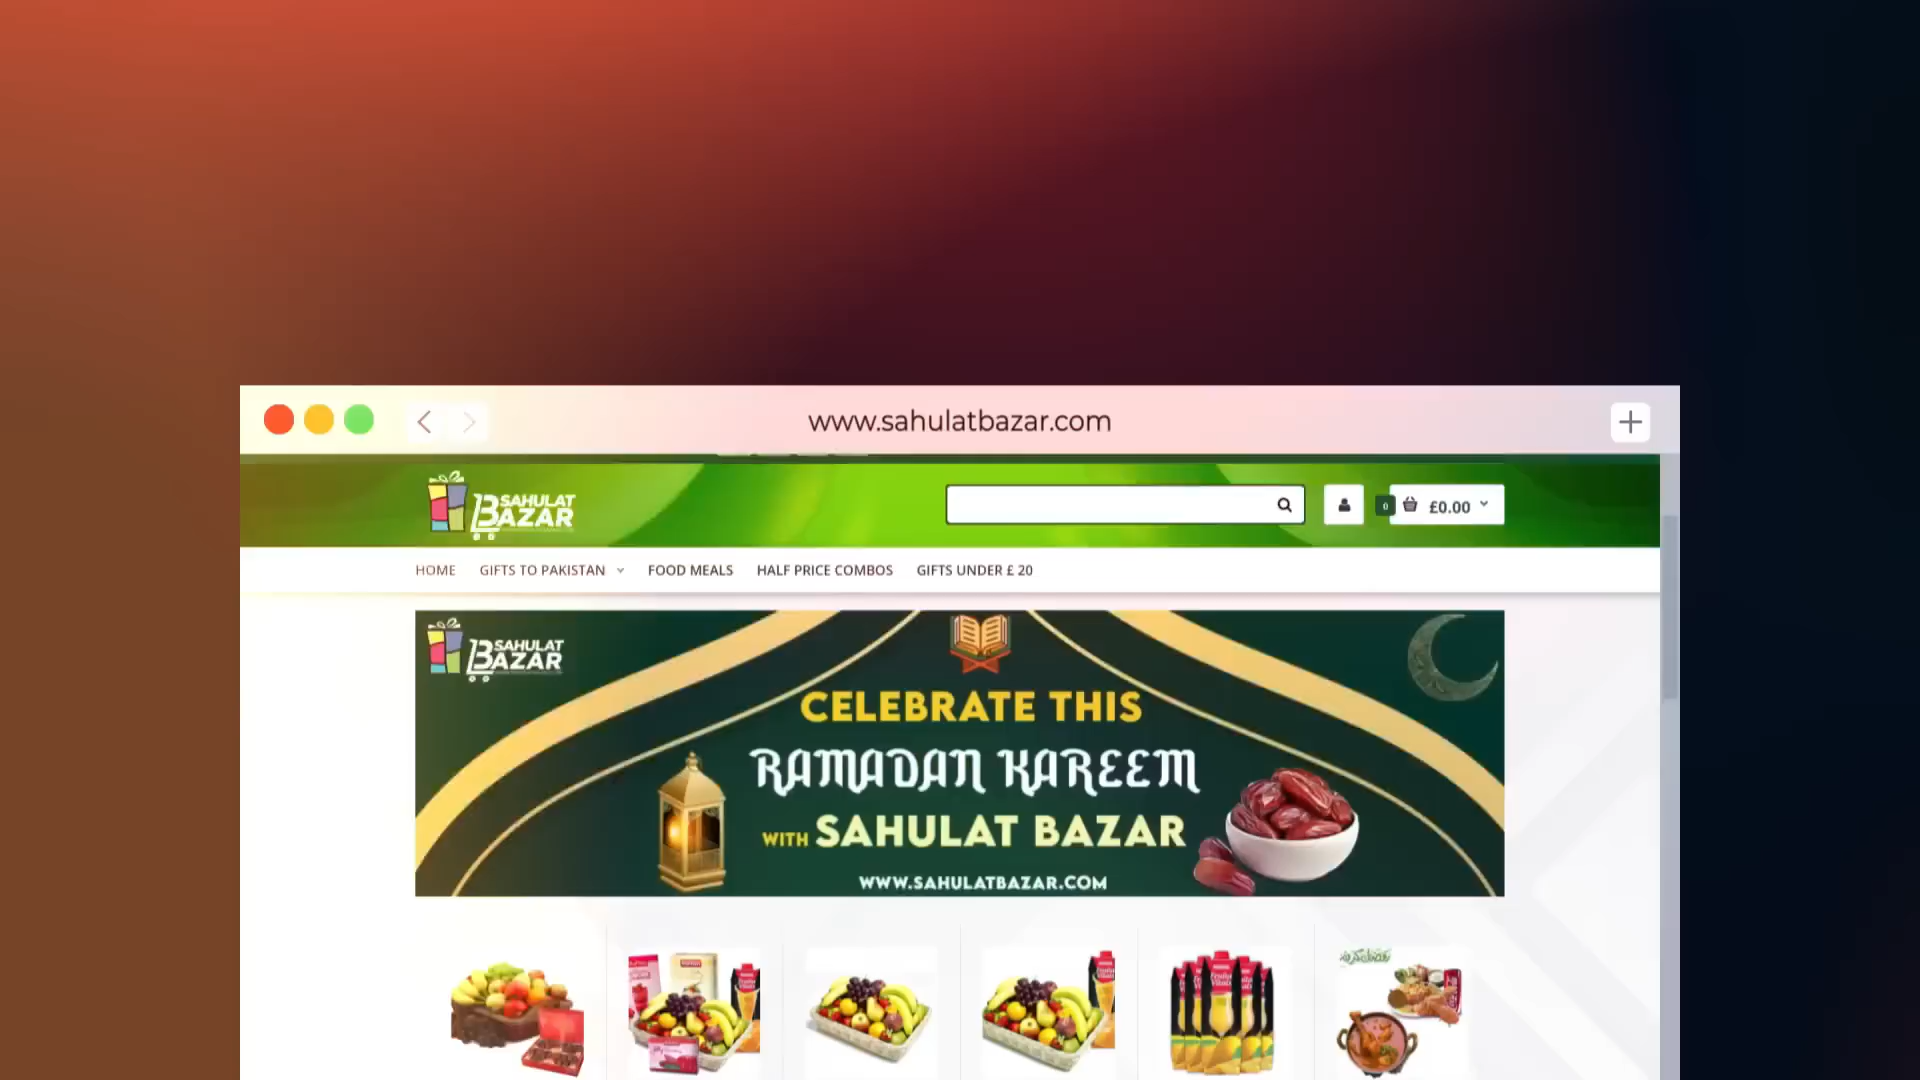 www.sahulatbazar.com
SAHULAT
BAZAR
0
£0.00
HOME
GIFTS TO PAKISTAN
FOOD MEALS
HALF PRICE COMBOS
GIFTS UNDER £ 20
SAHULAT
BAZAR
CELEBRATE THIS
RAMADAN KAREEM
WITH SAHULAT BAZAR
WWW.SAHULATBAZAR.COM